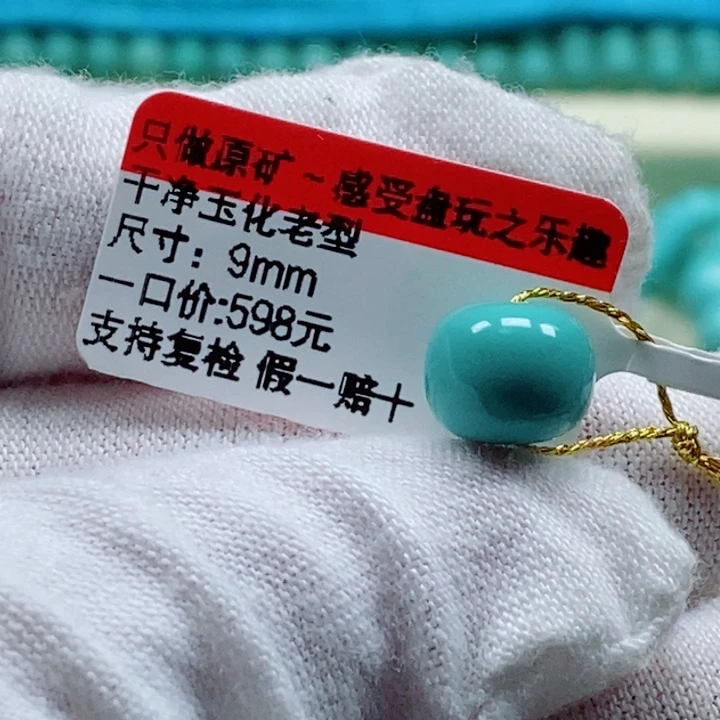 只做原矿 ~ 感受盘玩之乐趣
干净玉化老型
尺寸：9mm
一口价:598元
支持复检 假一赔十